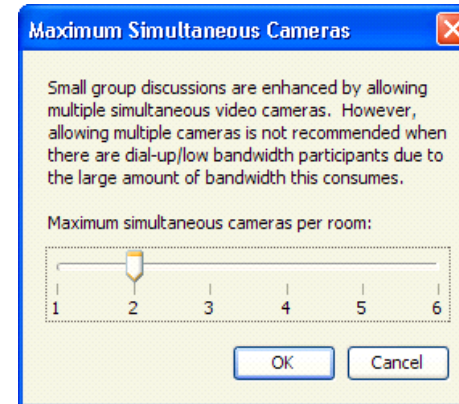 Maximum Simultaneous Cameras
Small group discussions are enhanced by allowing
multiple simultaneous video cameras. However,
allowing multiple cameras is not recommended when
there are dial-up/low bandwidth participants due to
the large amount of bandwidth this consumes.
Maximum simultaneous cameras per room:
1 2 3 4 5 6
OK Cancel